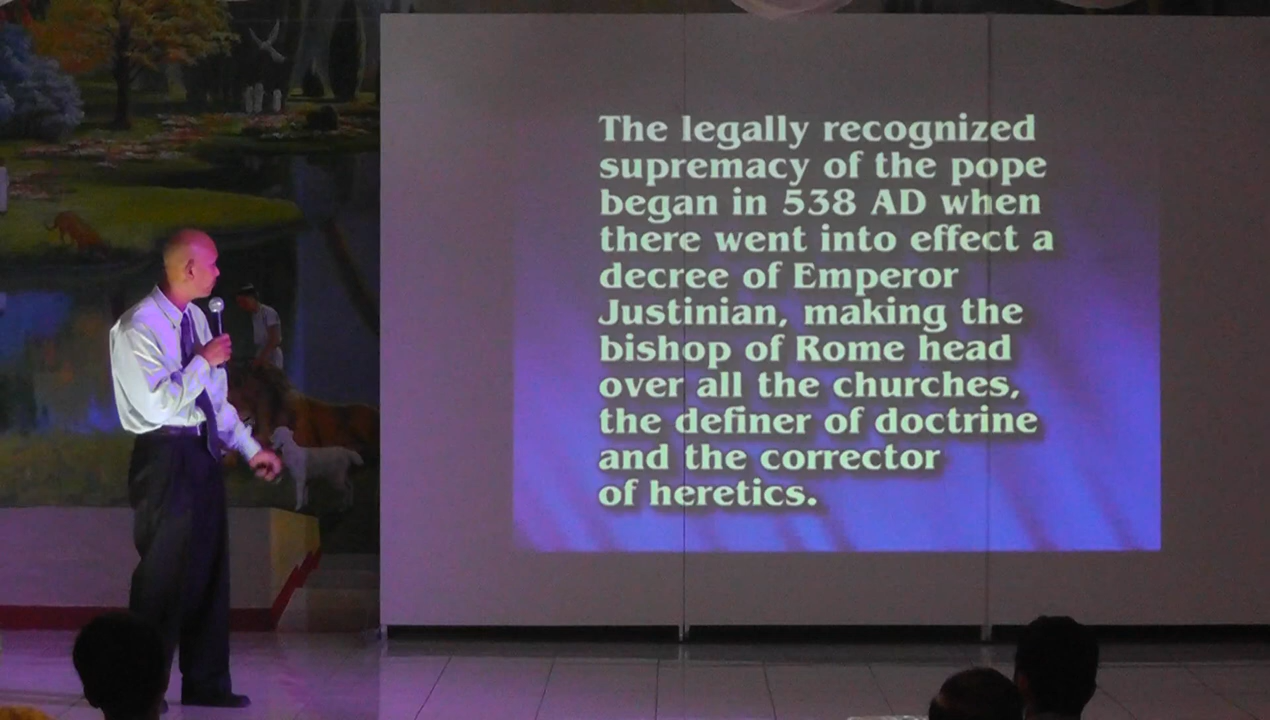 The legally recognized
supremacy of the pope
began in 538 AD when
there went into effect a
decree of Emperor
Justinian, making the
bishop of Rome head
over all the churches,
the definer of doctrine
and the corrector
of heretics.